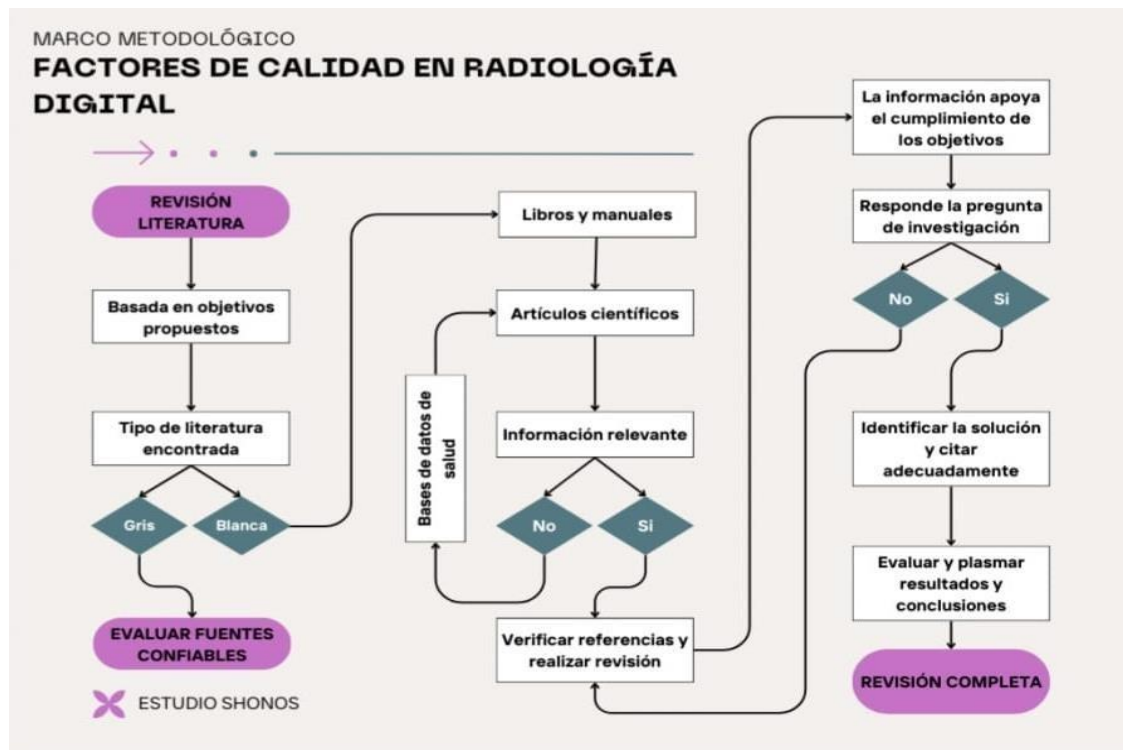 MARCO METODOLÓGICO
FACTORES DE CALIDAD EN RADIOLOGÍA
DIGITAL
REVISIÓN
LITERATURA
Basada en objetivos
propuestos
Tipo de literatura
encontrada
Gris
Blanca
EVALUAR FUENTES
CONFIABLES
ESTUDIO SHONOS
Libros y manuales
Artículos científicos
Bases de datos de
salud
Información relevante
No
Si
Verificar referencias y
realizar revisión
La información apoya
el cumplimiento de
los objetivos
Responde la pregunta
de investigación
No
Si
Identificar la solución
y citar
adecuadamente
Evaluar y plasmar
resultados y
conclusiones
REVISIÓN COMPLETA